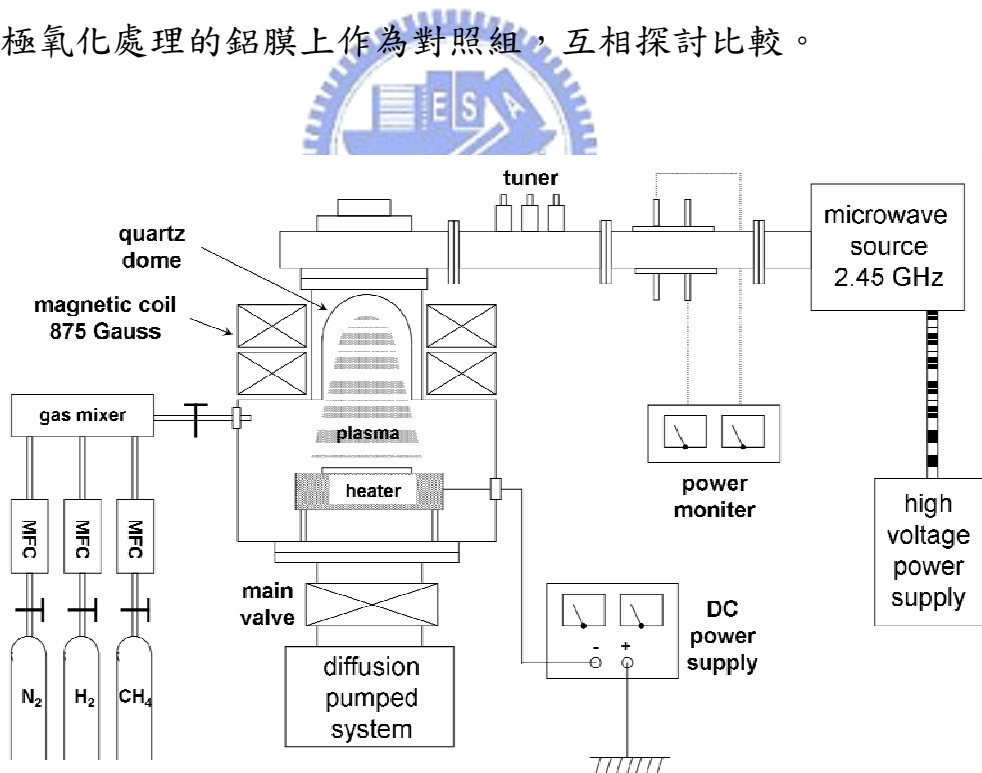 極氧化處理的鋁膜上作為對照組，互相探討比較。
E S A
tuner
microwave
source
2.45 GHz
quartz
dome
magnetic coil
875 Gauss
gas mixer
plasma
heater
power
moniter
high
voltage
power
supply
MFC
MFC
MFC
main
valve
DC
power
supply
- +
diffusion
pumped
system
N₂
H₂
CH₄